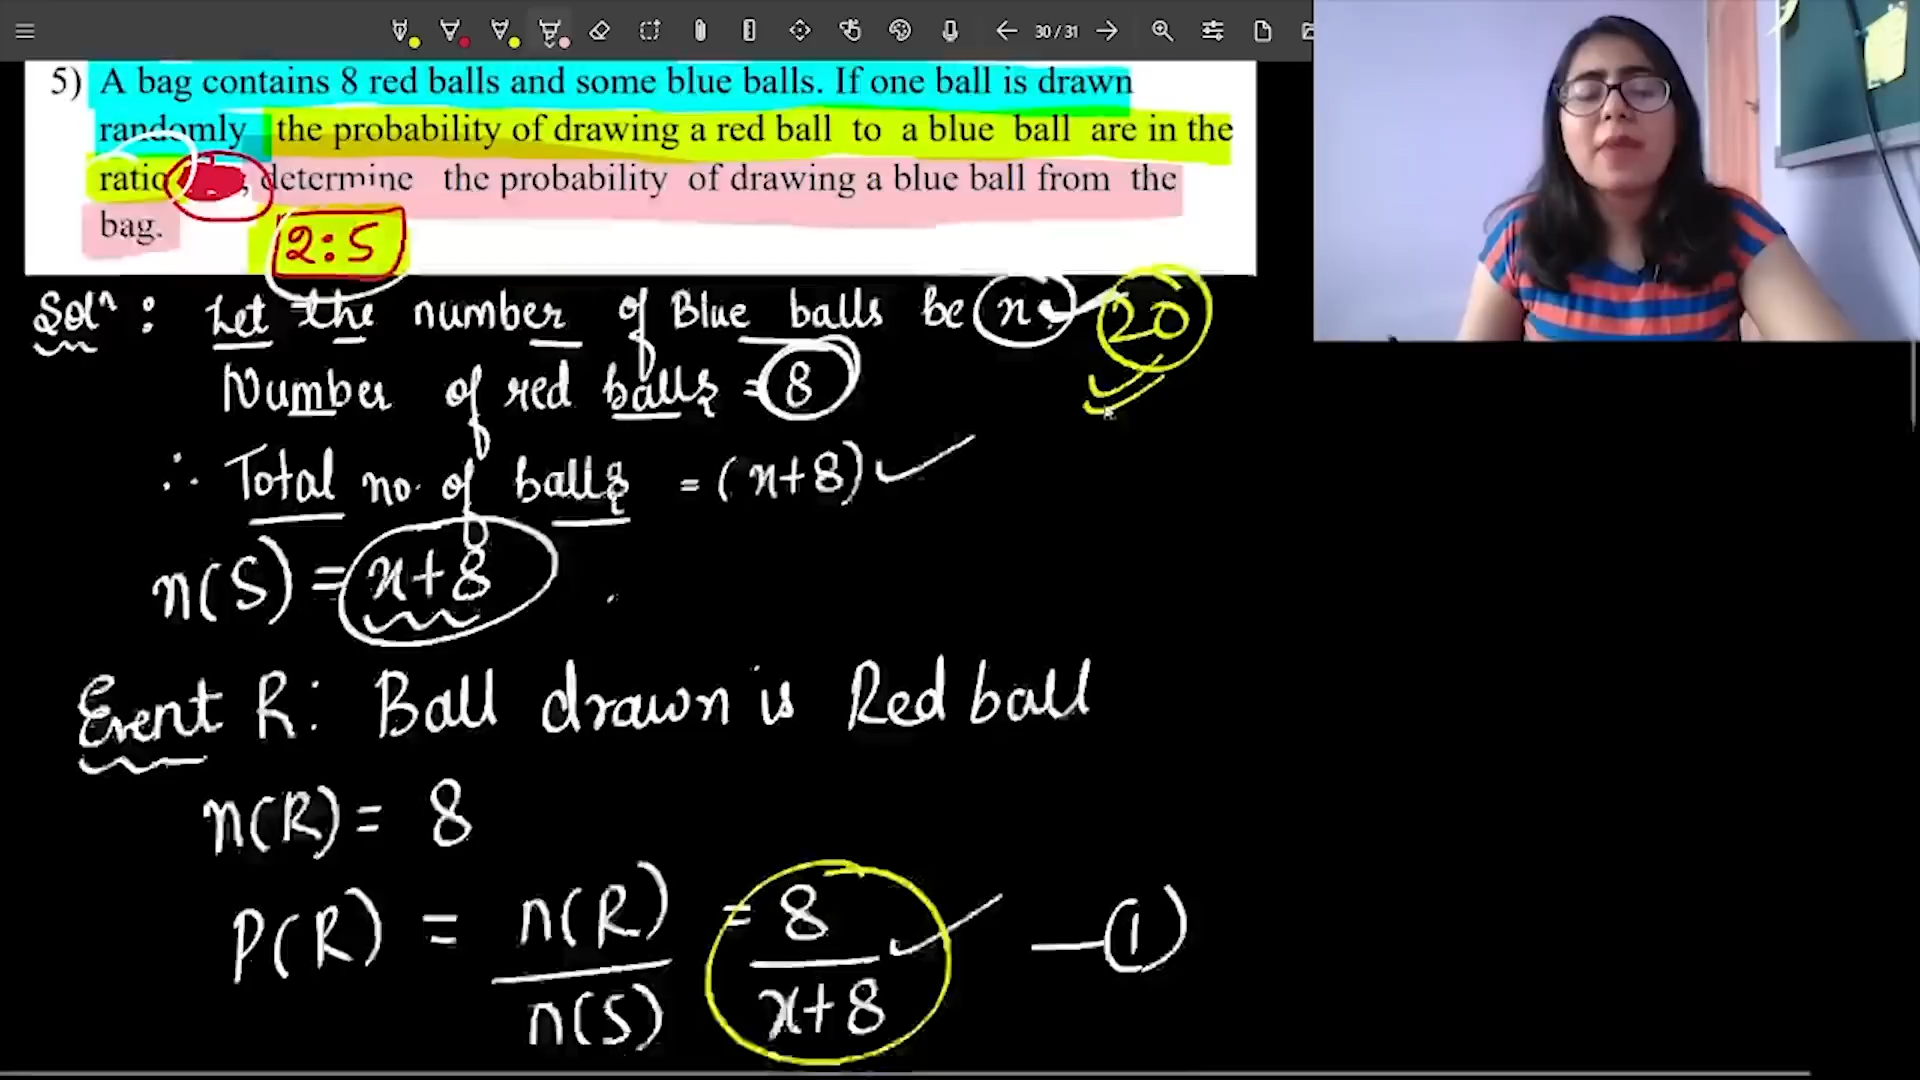 30 / 31
5) A bag contains 8 red balls and some blue balls. If one ball is drawn
randomly the probability of drawing a red ball to a blue ball are in the
ratio , determine the probability of drawing a blue ball from the
bag.
2:5
Solⁿ : Let the number of Blue balls be x. 20
Number of red balls = 8
∴ Total no. of balls = (x+8)
n(S) = x+8
Event R: Ball drawn is Red ball
n(R) = 8
P(R) = n(R) / n(S) = 8 / x+8 — ①